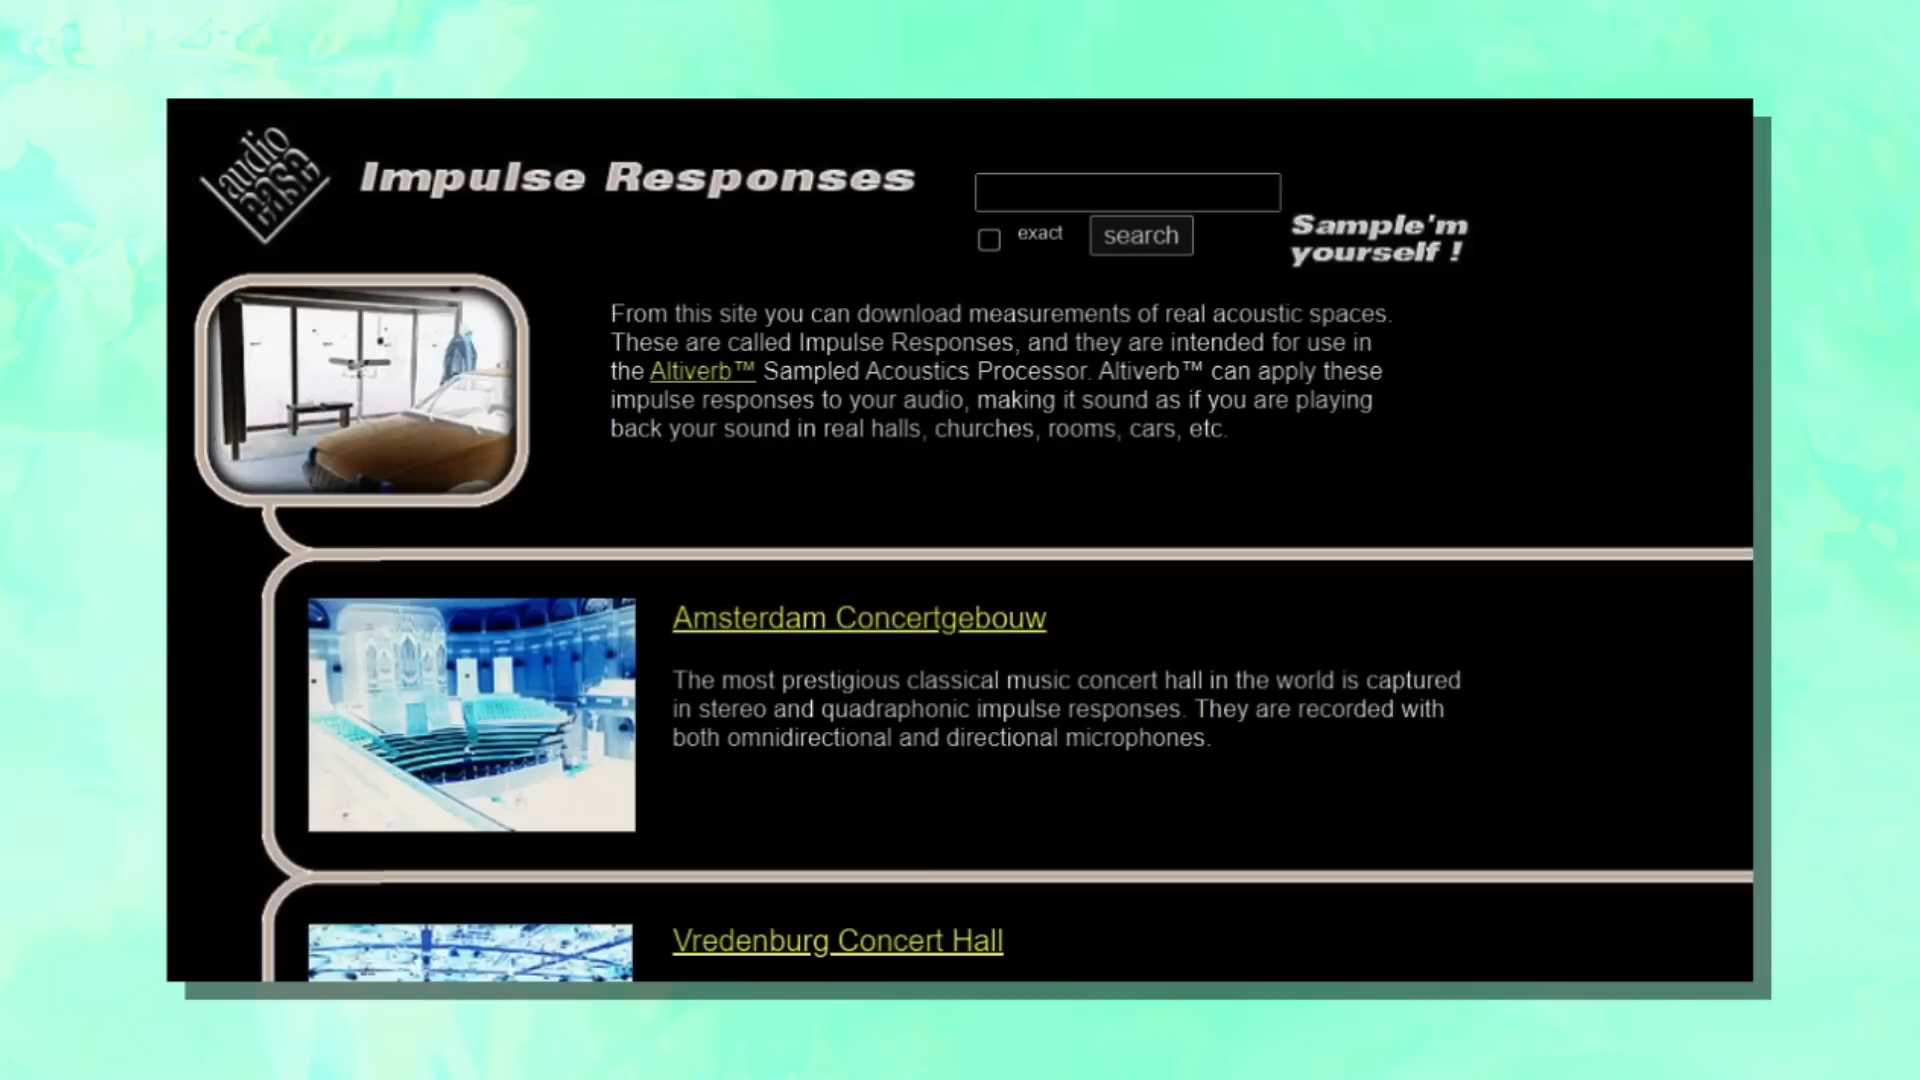 audio
ease
Impulse Responses
exact
search
Sample'm
yourself !
From this site you can download measurements of real acoustic spaces.
These are called Impulse Responses, and they are intended for use in
the Altiverb™ Sampled Acoustics Processor. Altiverb™ can apply these
impulse responses to your audio, making it sound as if you are playing
back your sound in real halls, churches, rooms, cars, etc.
Amsterdam Concertgebouw
The most prestigious classical music concert hall in the world is captured
in stereo and quadraphonic impulse responses. They are recorded with
both omnidirectional and directional microphones.
Vredenburg Concert Hall